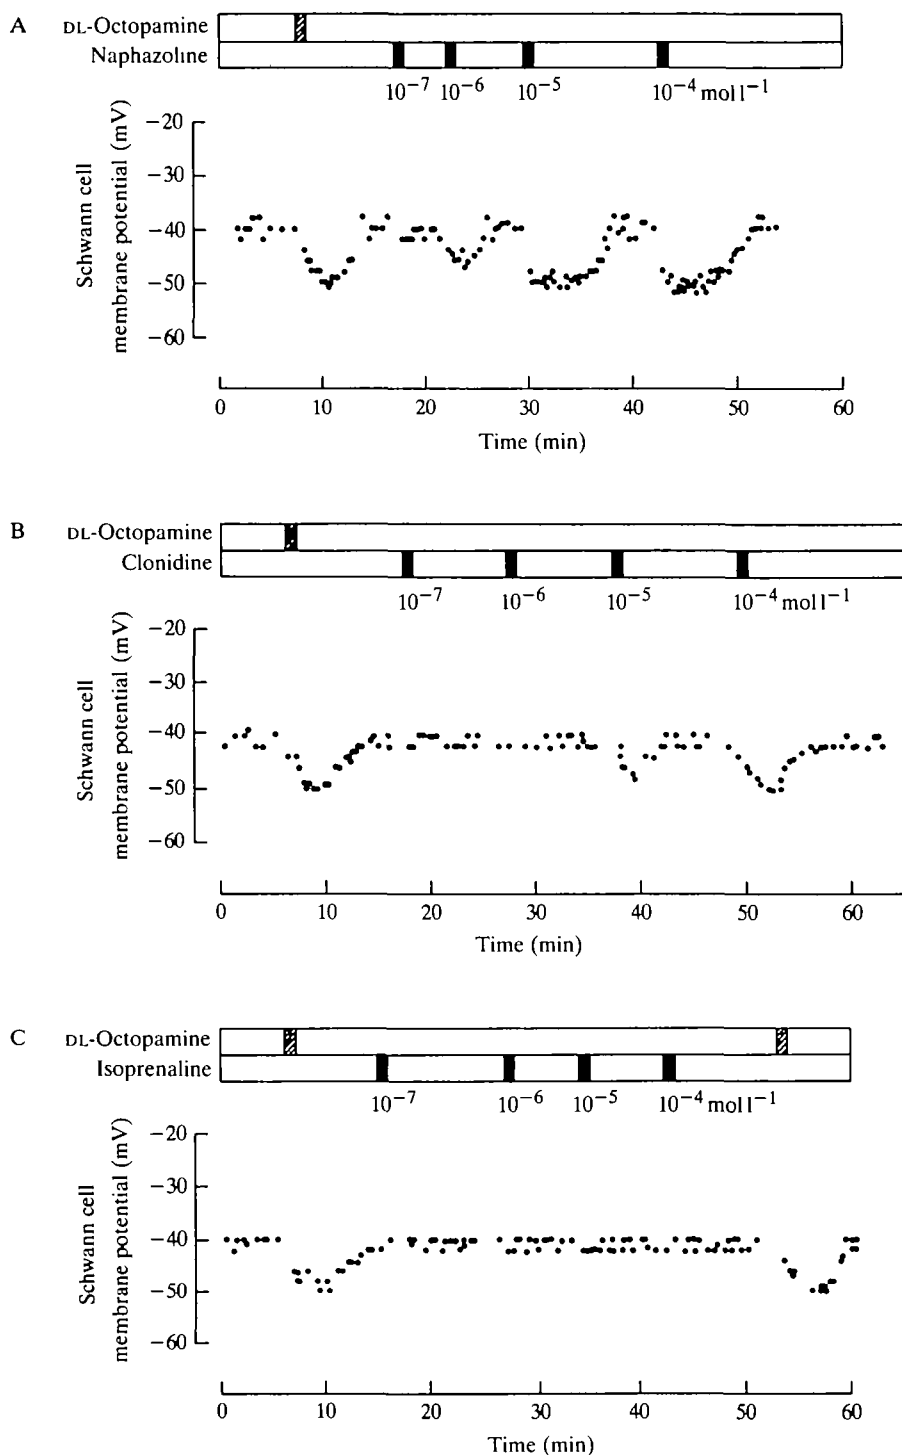 A
DL-Octopamine
Naphazoline
10⁻⁷ 10⁻⁶ 10⁻⁵ 10⁻⁴ mol l⁻¹
Schwann cell
membrane potential (mV)
−20
−30
−40
−50
−60
0 10 20 30 40 50 60
Time (min)
B
DL-Octopamine
Clonidine
10⁻⁷ 10⁻⁶ 10⁻⁵ 10⁻⁴ mol l⁻¹
Schwann cell
membrane potential (mV)
−20
−30
−40
−50
−60
0 10 20 30 40 50 60
Time (min)
C
DL-Octopamine
Isoprenaline
10⁻⁷ 10⁻⁶ 10⁻⁵ 10⁻⁴ mol l⁻¹
Schwann cell
membrane potential (mV)
−20
−30
−40
−50
−60
0 10 20 30 40 50 60
Time (min)